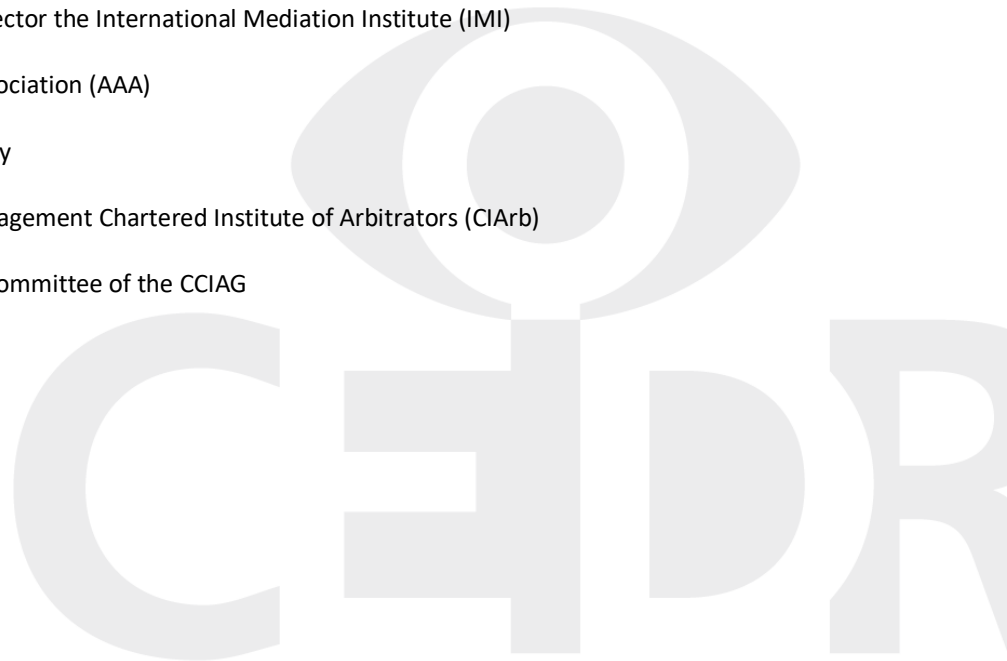 ector the International Mediation Institute (IMI)
ociation (AAA)
y
agement Chartered Institute of Arbitrators (CIArb)
ommittee of the CCIAG
CEDR